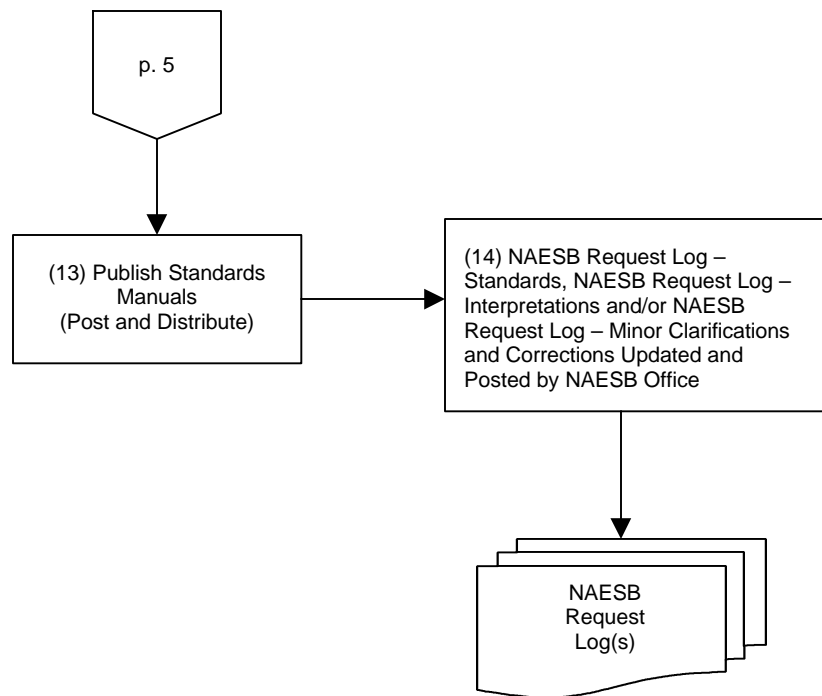 p. 5
(13) Publish Standards
Manuals
(Post and Distribute)
(14) NAESB Request Log –
Standards, NAESB Request Log –
Interpretations and/or NAESB
Request Log – Minor Clarifications
and Corrections Updated and
Posted by NAESB Office
NAESB
Request
Log(s)